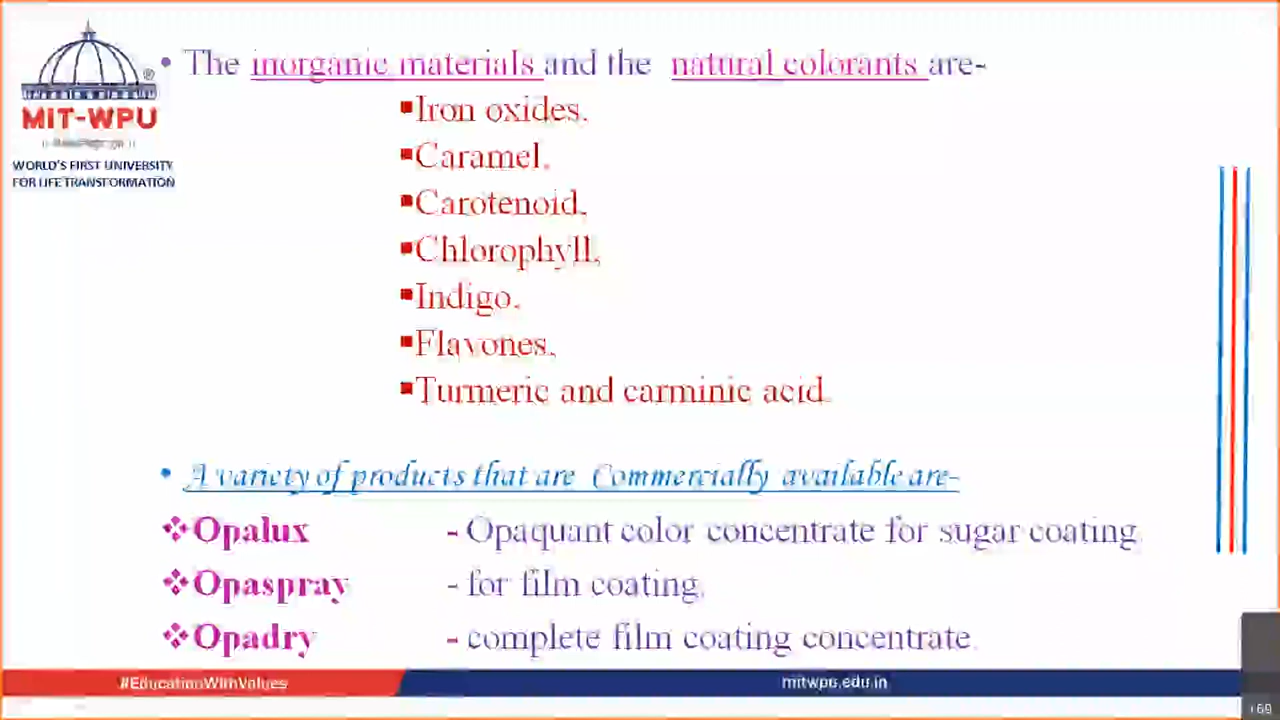 • The inorganic materials and the natural colorants are-
▪Iron oxides,
▪Caramel,
▪Carotenoid,
▪Chlorophyll,
▪Indigo,
▪Flavones,
▪Turmeric and carminic acid.
• A variety of products that are Commercially available are-
❖Opalux - Opaquant color concentrate for sugar coating.
❖Opaspray - for film coating.
❖Opadry - complete film coating concentrate.
®
MIT-WPU
WORLD'S FIRST UNIVERSITY
FOR LIFE TRANSFORMATION
#EducationWithValues
mitwpu.edu.in